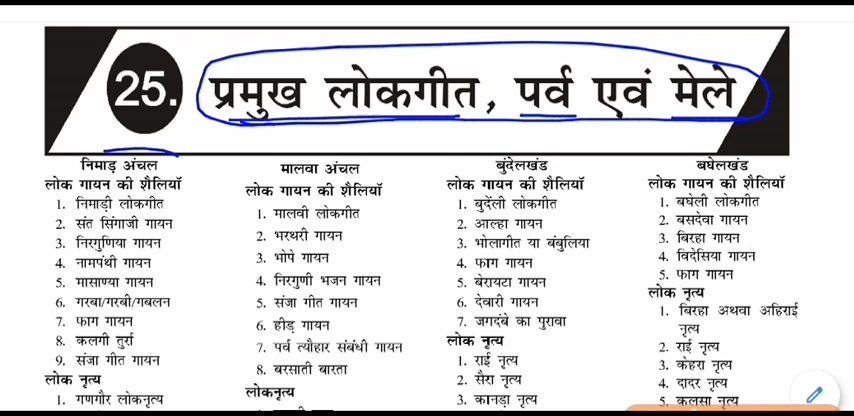 25. प्रमुख लोकगीत, पर्व एवं मेले
निमाड़ अंचल
लोक गायन की शैलियाँ
1. निमाड़ी लोकगीत
2. संत सिंगाजी गायन
3. निरगुणिया गायन
4. नामपंथी गायन
5. मासाण्या गायन
6. गरबा/गरबी/गबलन
7. फाग गायन
8. कलगी तुर्रा
9. संजा गीत गायन
लोक नृत्य
1. गणगौर लोकनृत्य
मालवा अंचल
लोक गायन की शैलियाँ
1. मालवी लोकगीत
2. भरथरी गायन
3. भोपे गायन
4. निरगुणी भजन गायन
5. संजा गीत गायन
6. हीड़ गायन
7. पर्व त्यौहार संबंधी गायन
8. बरसाती बारता
लोकनृत्य
बुंदेलखंड
लोक गायन की शैलियाँ
1. बुदेंली लोकगीत
2. आल्हा गायन
3. भोलागीत या बंबुलिया
4. फाग गायन
5. बेरायटा गायन
6. देवारी गायन
7. जगदंबे का पुरावा
लोक नृत्य
1. राई नृत्य
2. सैरा नृत्य
3. कानड़ा नृत्य
बघेलखंड
लोक गायन की शैलियाँ
1. बघेली लोकगीत
2. बसदेवा गायन
3. बिरहा गायन
4. विदेसिया गायन
5. फाग गायन
लोक नृत्य
1. बिरहा अथवा अहिराई
नृत्य
2. राई नृत्य
3. केहरा नृत्य
4. दादर नृत्य
5. कलसा नृत्य